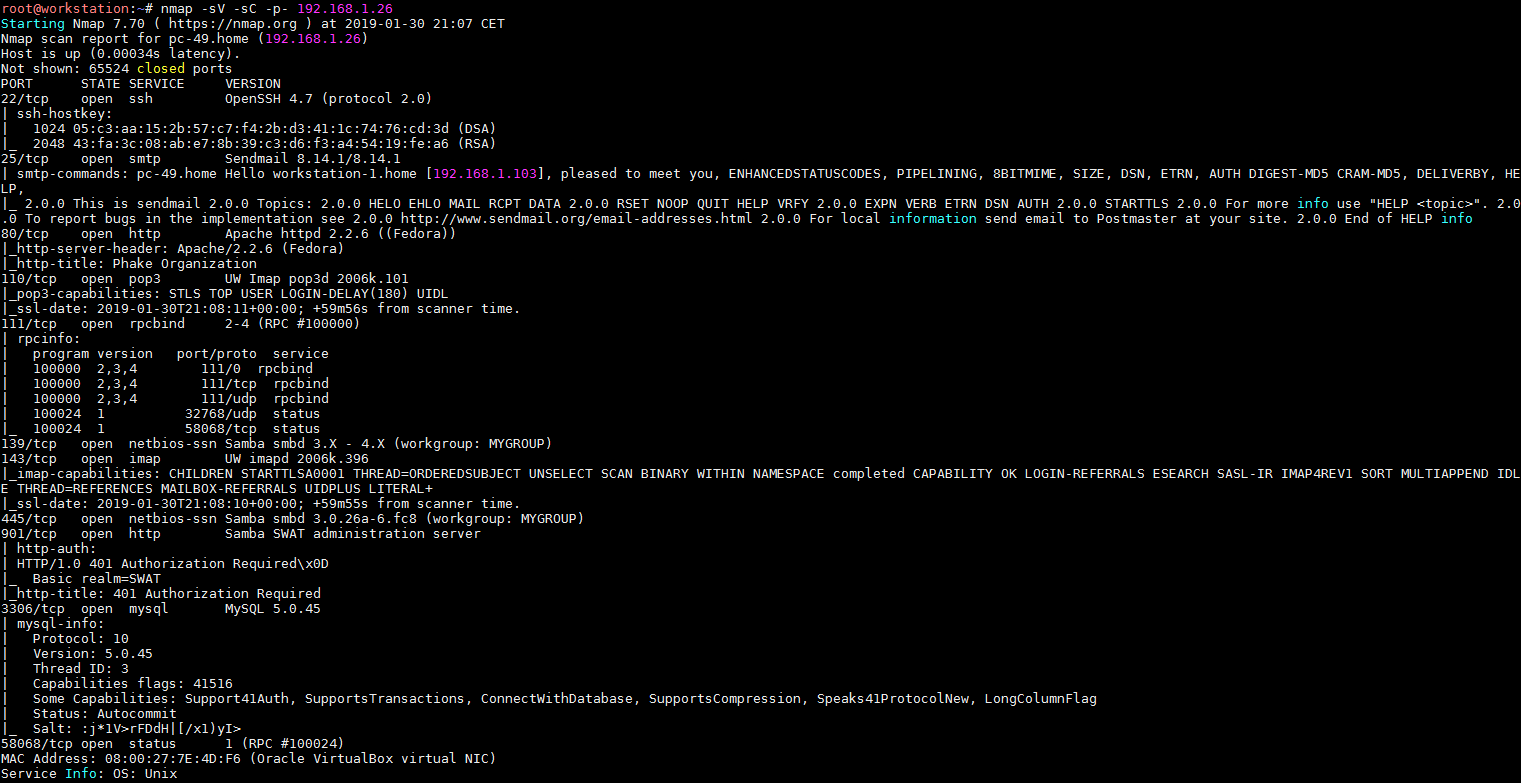 root@workstation:~# nmap -sV -sC -p- 192.168.1.26
Starting Nmap 7.70 ( https://nmap.org ) at 2019-01-30 21:07 CET
Nmap scan report for pc-49.home (192.168.1.26)
Host is up (0.00034s latency).
Not shown: 65524 closed ports
PORT      STATE SERVICE     VERSION
22/tcp    open  ssh         OpenSSH 4.7 (protocol 2.0)
| ssh-hostkey:
|   1024 05:c3:aa:15:2b:57:c7:f4:2b:d3:41:1c:74:76:cd:3d (DSA)
|_  2048 43:fa:3c:08:ab:e7:8b:39:c3:d6:f3:a4:54:19:fe:a6 (RSA)
25/tcp    open  smtp        Sendmail 8.14.1/8.14.1
| smtp-commands: pc-49.home Hello workstation-1.home [192.168.1.103], pleased to meet you, ENHANCEDSTATUSCODES, PIPELINING, 8BITMIME, SIZE, DSN, ETRN, AUTH DIGEST-MD5 CRAM-MD5, DELIVERBY, HE
LP,
|_ 2.0.0 This is sendmail 2.0.0 Topics: 2.0.0 HELO EHLO MAIL RCPT DATA 2.0.0 RSET NOOP QUIT HELP VRFY 2.0.0 EXPN VERB ETRN DSN AUTH 2.0.0 STARTTLS 2.0.0 For more info use "HELP <topic>". 2.0
.0 To report bugs in the implementation see 2.0.0 http://www.sendmail.org/email-addresses.html 2.0.0 For local information send email to Postmaster at your site. 2.0.0 End of HELP info
80/tcp    open  http        Apache httpd 2.2.6 ((Fedora))
|_http-server-header: Apache/2.2.6 (Fedora)
|_http-title: Phake Organization
110/tcp   open  pop3        UW Imap pop3d 2006k.101
|_pop3-capabilities: STLS TOP USER LOGIN-DELAY(180) UIDL
|_ssl-date: 2019-01-30T21:08:11+00:00; +59m56s from scanner time.
111/tcp   open  rpcbind     2-4 (RPC #100000)
| rpcinfo:
|   program version   port/proto  service
|   100000  2,3,4        111/0  rpcbind
|   100000  2,3,4        111/tcp  rpcbind
|   100000  2,3,4        111/udp  rpcbind
|   100024  1          32768/udp  status
|_  100024  1          58068/tcp  status
139/tcp   open  netbios-ssn Samba smbd 3.X - 4.X (workgroup: MYGROUP)
143/tcp   open  imap        UW imapd 2006k.396
|_imap-capabilities: CHILDREN STARTTLSA0001 THREAD=ORDEREDSUBJECT UNSELECT SCAN BINARY WITHIN NAMESPACE completed CAPABILITY OK LOGIN-REFERRALS ESEARCH SASL-IR IMAP4REV1 SORT MULTIAPPEND IDL
E THREAD=REFERENCES MAILBOX-REFERRALS UIDPLUS LITERAL+
|_ssl-date: 2019-01-30T21:08:10+00:00; +59m55s from scanner time.
445/tcp   open  netbios-ssn Samba smbd 3.0.26a-6.fc8 (workgroup: MYGROUP)
901/tcp   open  http        Samba SWAT administration server
| http-auth:
| HTTP/1.0 401 Authorization Required\x0D
|_  Basic realm=SWAT
|_http-title: 401 Authorization Required
3306/tcp  open  mysql       MySQL 5.0.45
| mysql-info:
|   Protocol: 10
|   Version: 5.0.45
|   Thread ID: 3
|   Capabilities flags: 41516
|   Some Capabilities: Support41Auth, SupportsTransactions, ConnectWithDatabase, SupportsCompression, Speaks41ProtocolNew, LongColumnFlag
|   Status: Autocommit
|_  Salt: :j*1V>rFDdH|[/x1)yI>
58068/tcp open  status      1 (RPC #100024)
MAC Address: 08:00:27:7E:4D:F6 (Oracle VirtualBox virtual NIC)
Service Info: OS: Unix